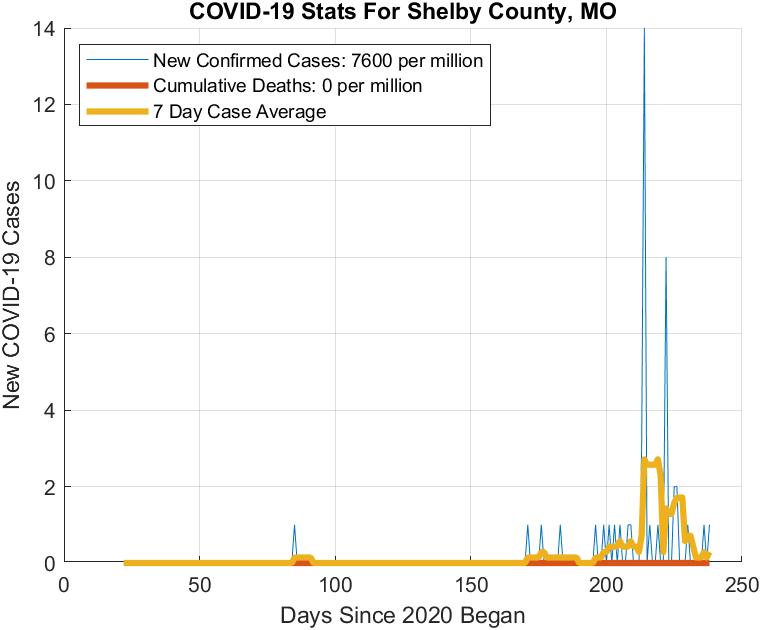 COVID-19 Stats For Shelby County, MO
New Confirmed Cases: 7600 per million
Cumulative Deaths: 0 per million
7 Day Case Average
New COVID-19 Cases
14
12
10
8
6
4
2
0
0 50 100 150 200 250
Days Since 2020 Began